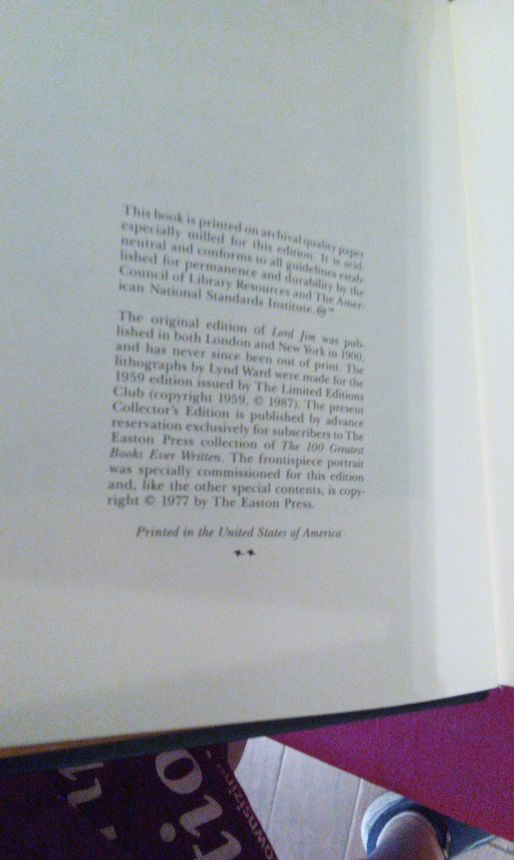 This book is printed on archival quality paper
especially milled for this edition. It is acid-
neutral and conforms to all guidelines estab-
lished for permanence and durability by the
Council of Library Resources and The Amer-
ican National Standards Institute.♾™
The original edition of Lord Jim was pub-
lished in both London and New York in 1900,
and has never since been out of print. The
lithographs by Lynd Ward were made for the
1959 edition issued by The Limited Editions
Club (copyright 1959, © 1987). The present
Collector's Edition is published by advance
reservation exclusively for subscribers to The
Easton Press collection of The 100 Greatest
Books Ever Written. The frontispiece portrait
was specially commissioned for this edition
and, like the other special contents, is copy-
right © 1977 by The Easton Press.
Printed in the United States of America